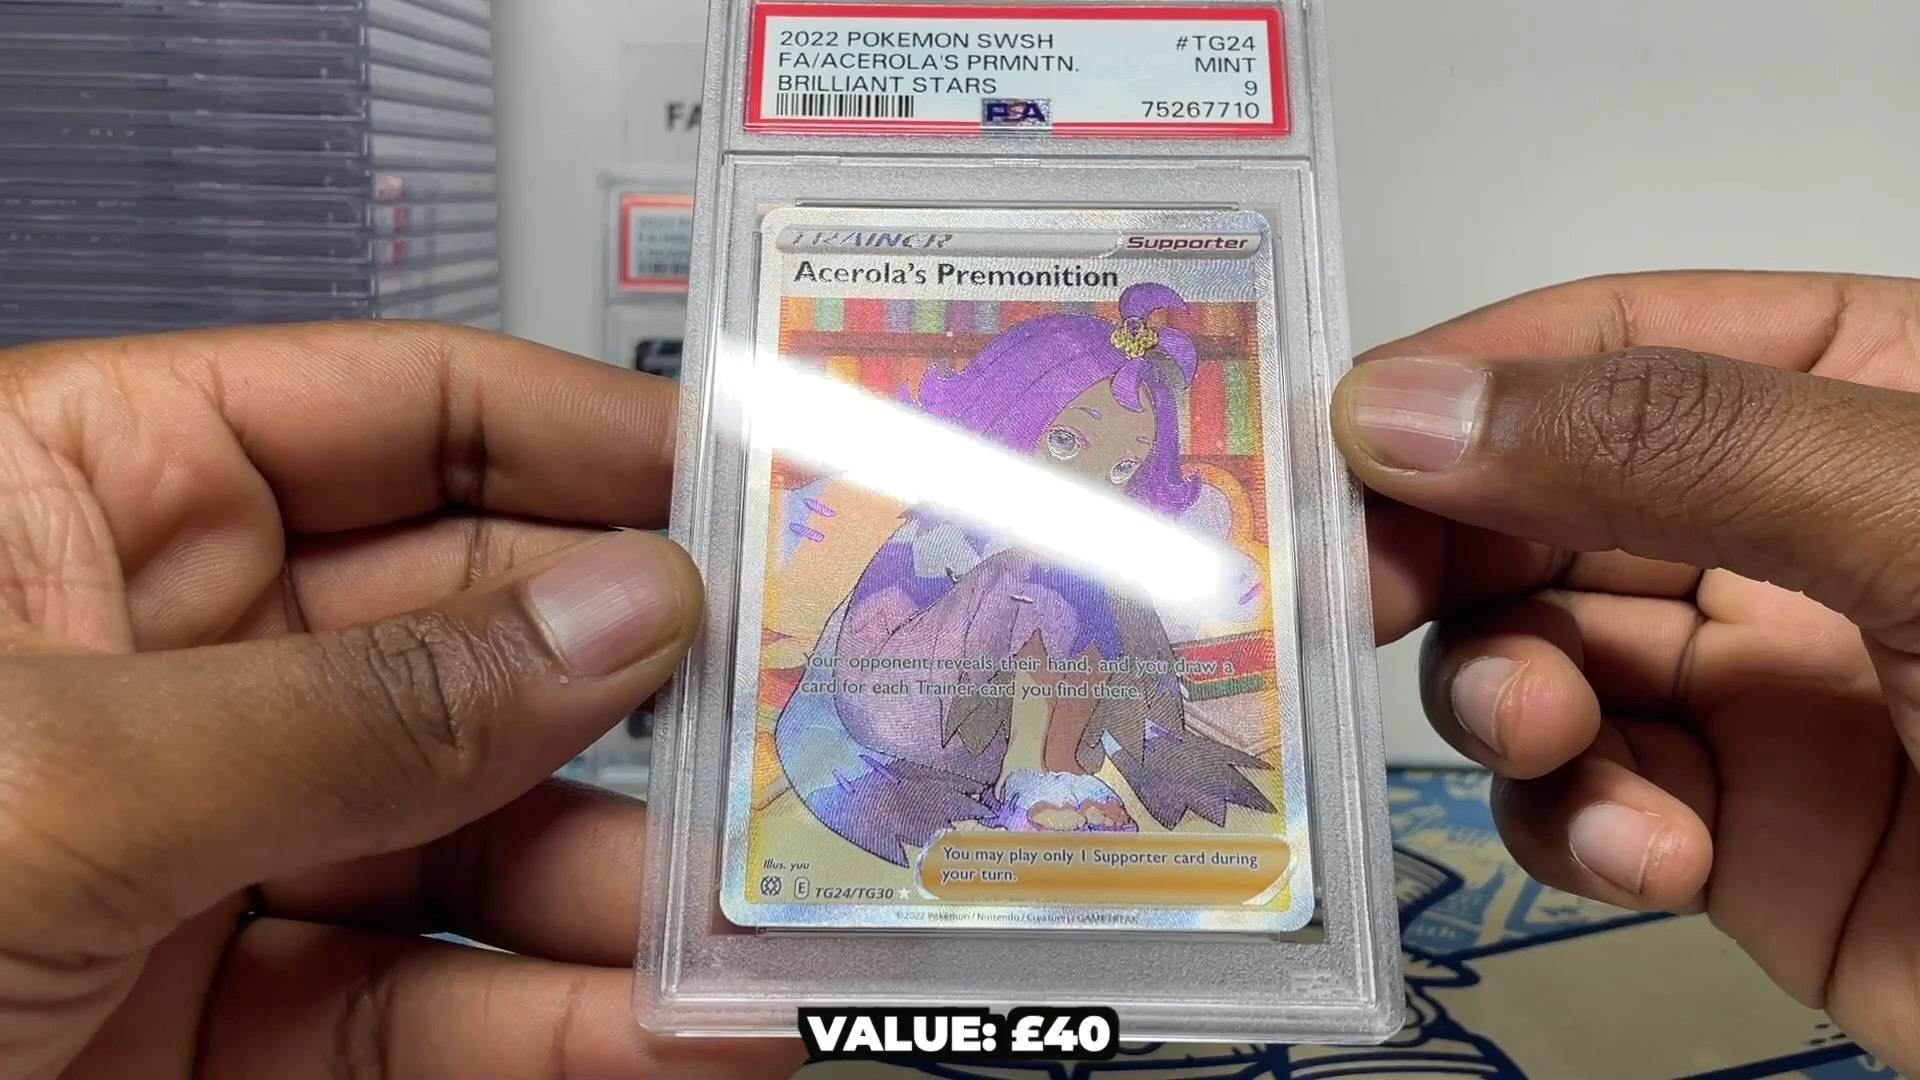 2022 POKEMON SWSH #TG24
FA/ACEROLA'S PRMNTN. MINT
BRILLIANT STARS 9
PSA 75267710
FA
TRAINER Supporter
Acerola's Premonition
Your opponent reveals their hand, and you draw a
card for each Trainer card you find there.
You may play only 1 Supporter card during
your turn.
Illus. yuu
E TG24/TG30
©2022 Pokémon / Nintendo / Creatures / GAME FREAK
VALUE: £40